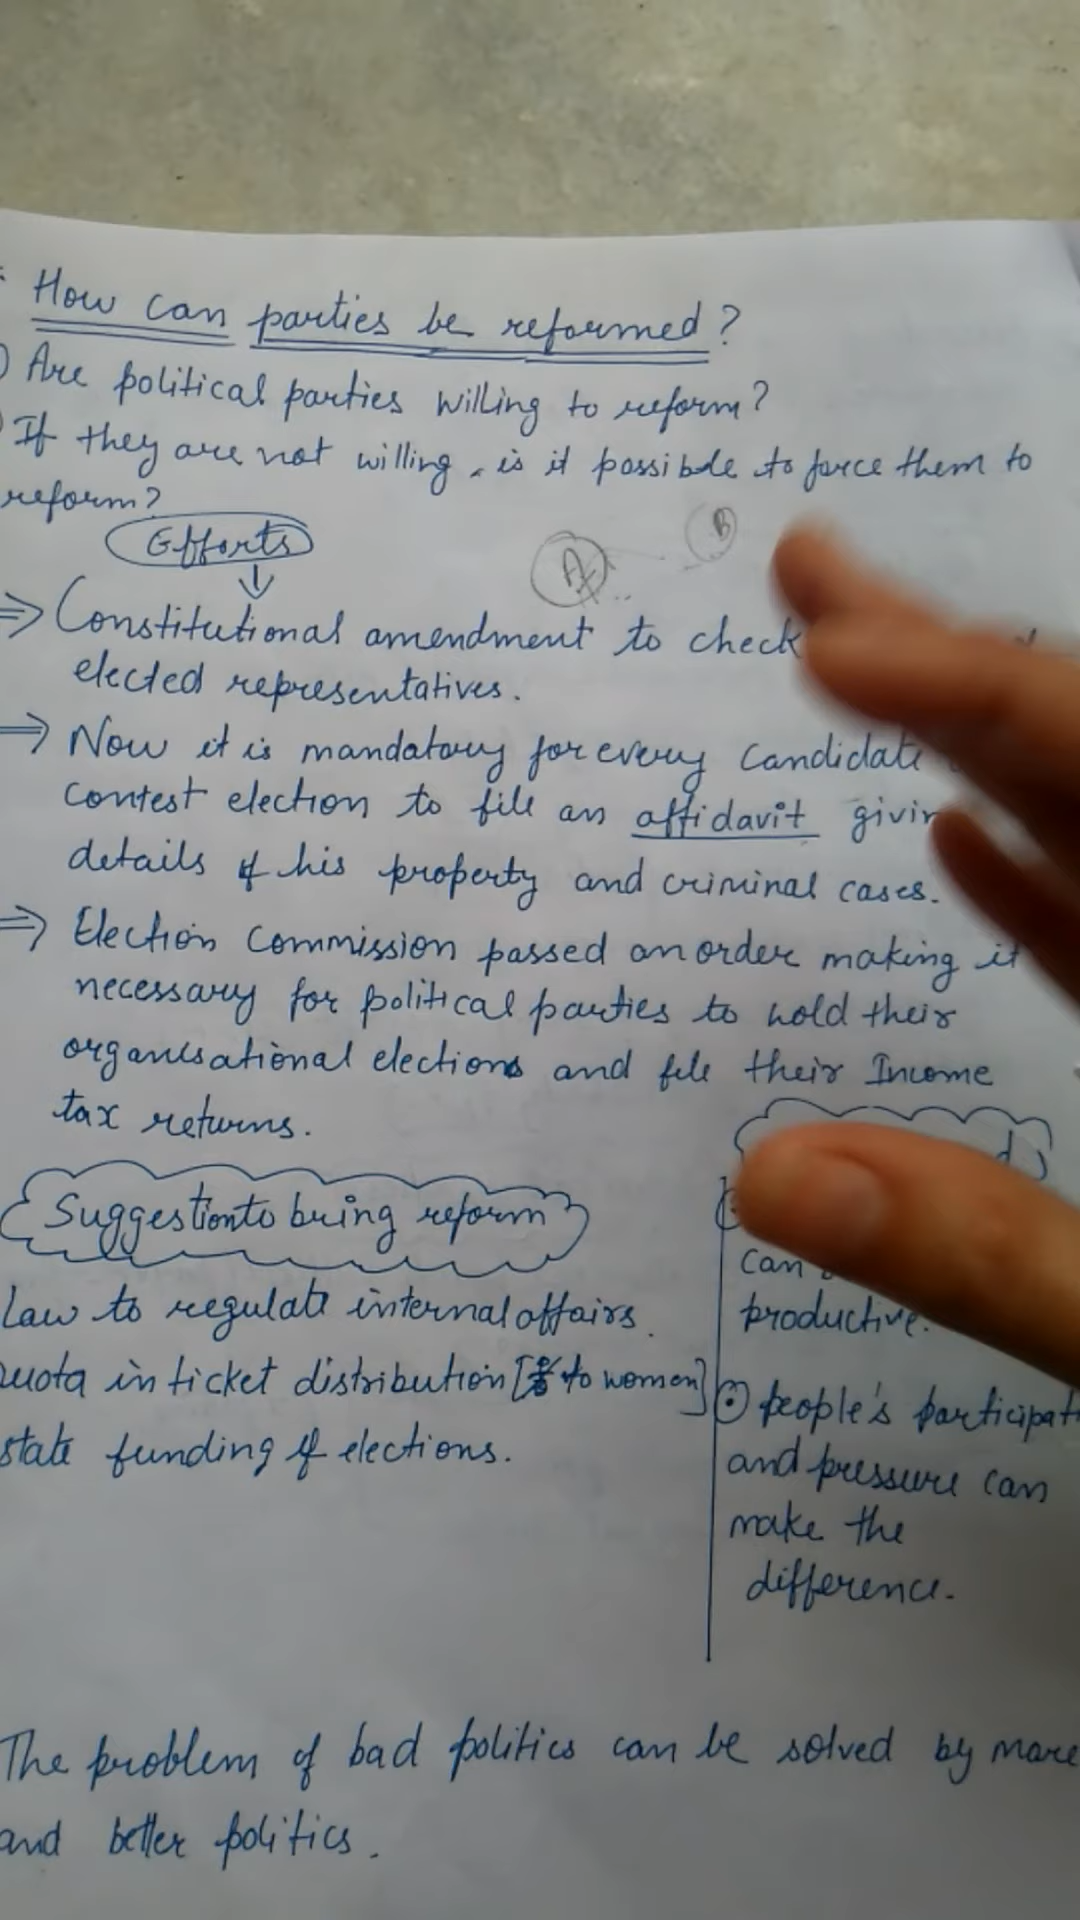 How can parties be reformed?
Are political parties willing to reform?
If they are not willing, is it possible to force them to
reform?
Efforts
A
B
⇒ Constitutional amendment to check
elected representatives.
⇒ Now it is mandatory for every candidate
contest election to file an affidavit
details of his property and criminal cases.
⇒ Election Commission passed an order making it
necessary for political parties to hold their
organisational elections and file their Income
tax returns.
Suggestion to bring reform
Law to regulate internal affairs.
in ticket distribution [to women]
state funding of elections.
can
productive.
people's
and pressure can
make the
difference.
The problem of bad politics can be solved by more
and better politics.